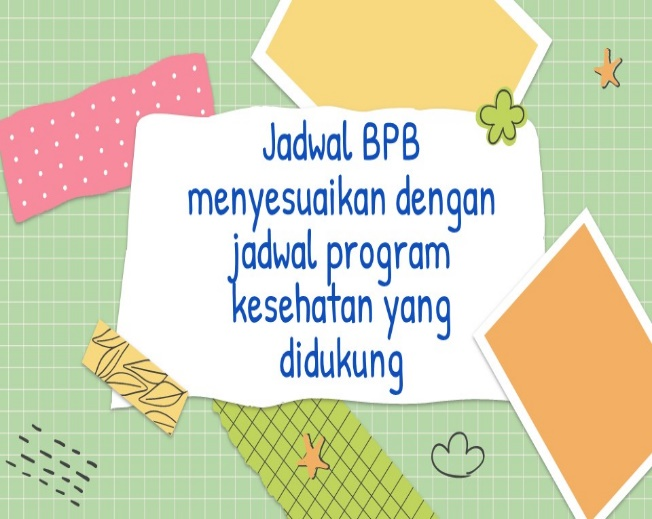 Jadwal BPB
menyesuaikan dengan
jadwal program
kesehatan yang
didukung